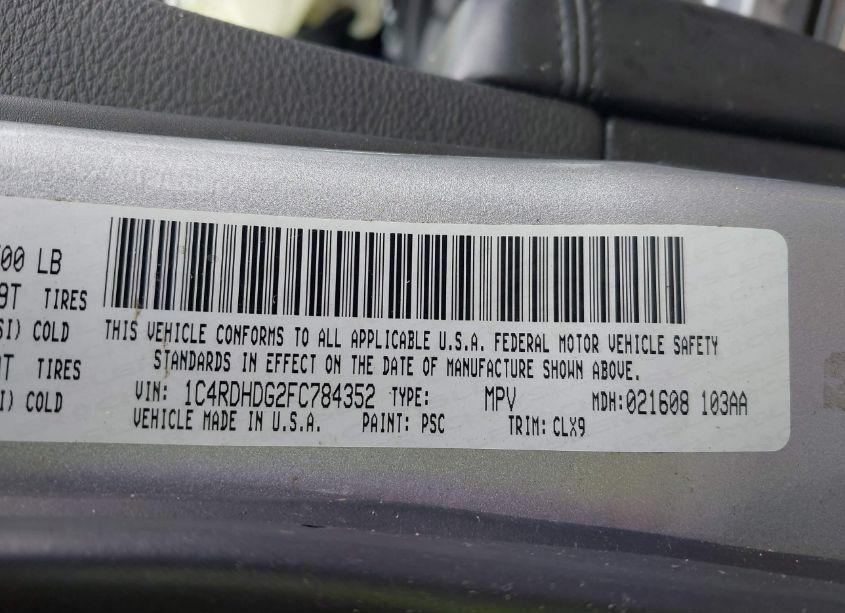 00 LB
9T TIRES
SI) COLD
T TIRES
I) COLD
THIS VEHICLE CONFORMS TO ALL APPLICABLE U.S.A. FEDERAL MOTOR VEHICLE SAFETY
STANDARDS IN EFFECT ON THE DATE OF MANUFACTURE SHOWN ABOVE.
VIN: 1C4RDHDG2FC784352 TYPE: MPV MDH:021608 103AA
VEHICLE MADE IN U.S.A. PAINT: PSC TRIM: CLX9